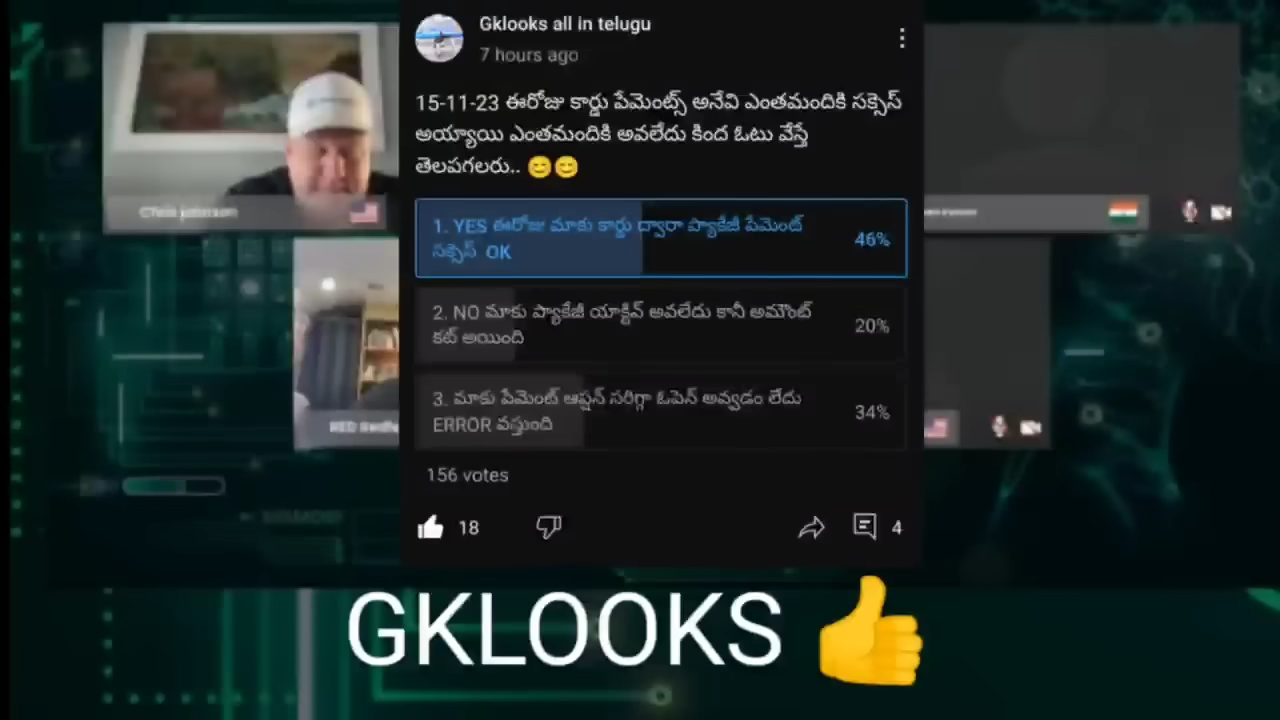 Gklooks all in telugu
7 hours ago
15-11-23 ఈరోజు కార్డు పేమెంట్స్ అనేవి ఎంతమందికి సక్సెస్
అయ్యాయి ఎంతమందికి అవలేదు కింద ఓటు వేస్తే
తెలపగలరు.. 😊😊
1. YES ఈరోజు మాకు కార్డు ద్వారా ప్యాకేజీ పేమెంట్
సక్సెస్ OK
46%
2. NO మాకు ప్యాకేజీ యాక్టివ్ అవలేదు కానీ అమౌంట్
కట్ అయింది
20%
3. మాకు పేమెంట్ ఆప్షన్ సరిగ్గా ఓపెన్ అవ్వడం లేదు
ERROR వస్తుంది
34%
156 votes
18
4
GKLOOKS 👍